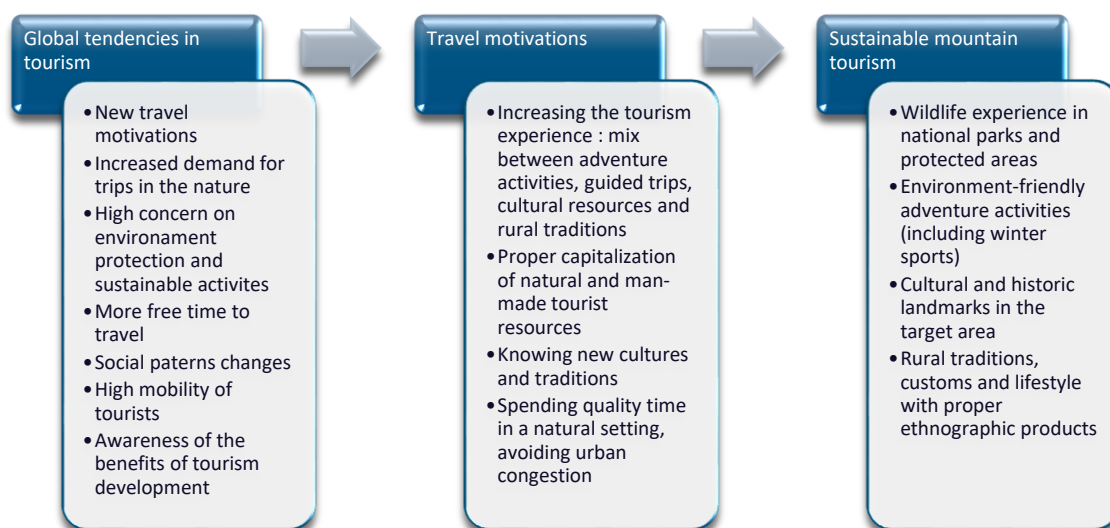 Global tendencies in
tourism
•New travel
motivations
•Increased demand for
trips in the nature
•High concern on
environament
protection and
sustainable activites
•More free time to
travel
•Social paterns changes
•High mobility of
tourists
•Awareness of the
benefits of tourism
development
Travel motivations
•Increasing the tourism
experience : mix
between adventure
activities, guided trips,
cultural resources and
rural traditions
•Proper capitalization
of natural and man-
made tourist
resources
•Knowing new cultures
and traditions
•Spending quality time
in a natural setting,
avoiding urban
congestion
Sustainable mountain
tourism
•Wildlife experience in
national parks and
protected areas
•Environment-friendly
adventure activities
(including winter
sports)
•Cultural and historic
landmarks in the
target area
•Rural traditions,
customs and lifestyle
with proper
ethnographic products